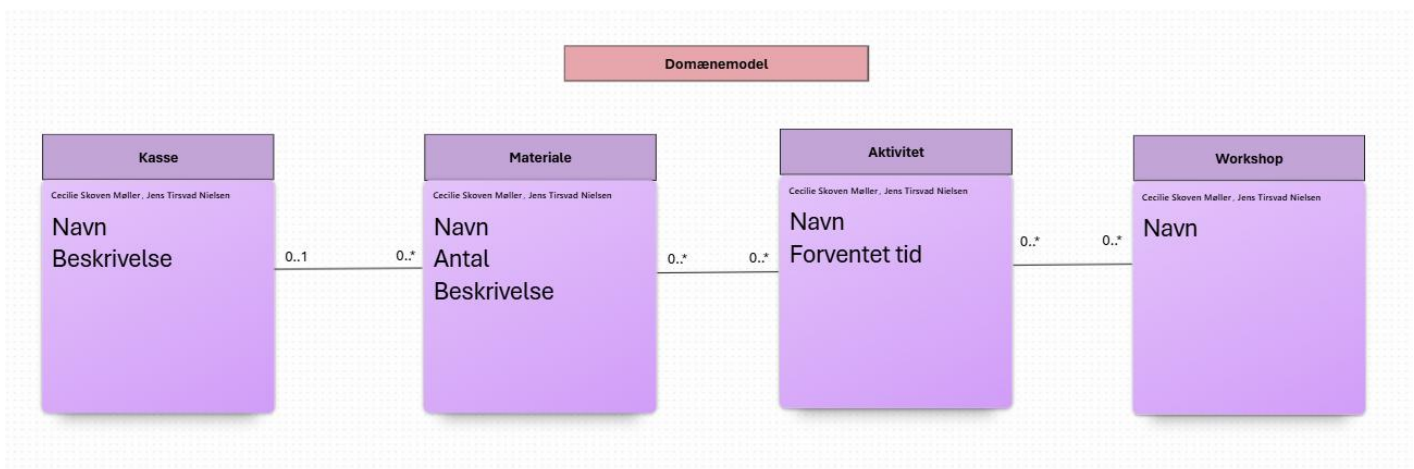 Domænemodel
Kasse
Cecilie Skoven Møller, Jens Tirsvad Nielsen
Navn
Beskrivelse
0..1
0..*
Materiale
Cecilie Skoven Møller, Jens Tirsvad Nielsen
Navn
Antal
Beskrivelse
0..*
0..*
Aktivitet
Cecilie Skoven Møller, Jens Tirsvad Nielsen
Navn
Forventet tid
0..*
0..*
Workshop
Cecilie Skoven Møller, Jens Tirsvad Nielsen
Navn